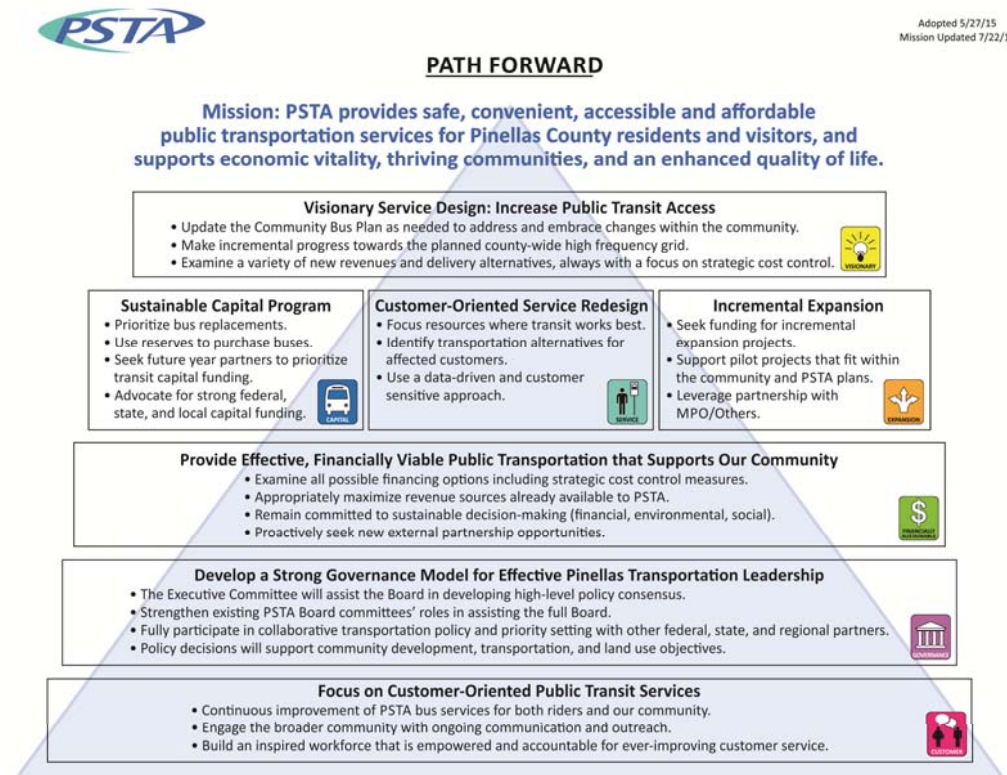 PSTA
Adopted 5/27/15
Mission Updated 7/22/1
PATH FORWARD
Mission: PSTA provides safe, convenient, accessible and affordable
public transportation services for Pinellas County residents and visitors, and
supports economic vitality, thriving communities, and an enhanced quality of life.
Visionary Service Design: Increase Public Transit Access
• Update the Community Bus Plan as needed to address and embrace changes within the community.
• Make incremental progress towards the planned county-wide high frequency grid.
• Examine a variety of new revenues and delivery alternatives, always with a focus on strategic cost control.
VISIONARY
Sustainable Capital Program
• Prioritize bus replacements.
• Use reserves to purchase buses.
• Seek future year partners to prioritize
transit capital funding.
• Advocate for strong federal,
state, and local capital funding.
CAPITAL
Customer-Oriented Service Redesign
• Focus resources where transit works best.
• Identify transportation alternatives for
affected customers.
• Use a data-driven and customer
sensitive approach.
SERVICE
Incremental Expansion
• Seek funding for incremental
expansion projects.
• Support pilot projects that fit within
the community and PSTA plans.
• Leverage partnership with
MPO/Others.
EXPANSION
Provide Effective, Financially Viable Public Transportation that Supports Our Community
• Examine all possible financing options including strategic cost control measures.
• Appropriately maximize revenue sources already available to PSTA.
• Remain committed to sustainable decision-making (financial, environmental, social).
• Proactively seek new external partnership opportunities.
$
FINANCIALLY
SUSTAINABLE
Develop a Strong Governance Model for Effective Pinellas Transportation Leadership
• The Executive Committee will assist the Board in developing high-level policy consensus.
• Strengthen existing PSTA Board committees' roles in assisting the full Board.
• Fully participate in collaborative transportation policy and priority setting with other federal, state, and regional partners.
• Policy decisions will support community development, transportation, and land use objectives.
GOVERNANCE
Focus on Customer-Oriented Public Transit Services
• Continuous improvement of PSTA bus services for both riders and our community.
• Engage the broader community with ongoing communication and outreach.
• Build an inspired workforce that is empowered and accountable for ever-improving customer service.
CUSTOMER